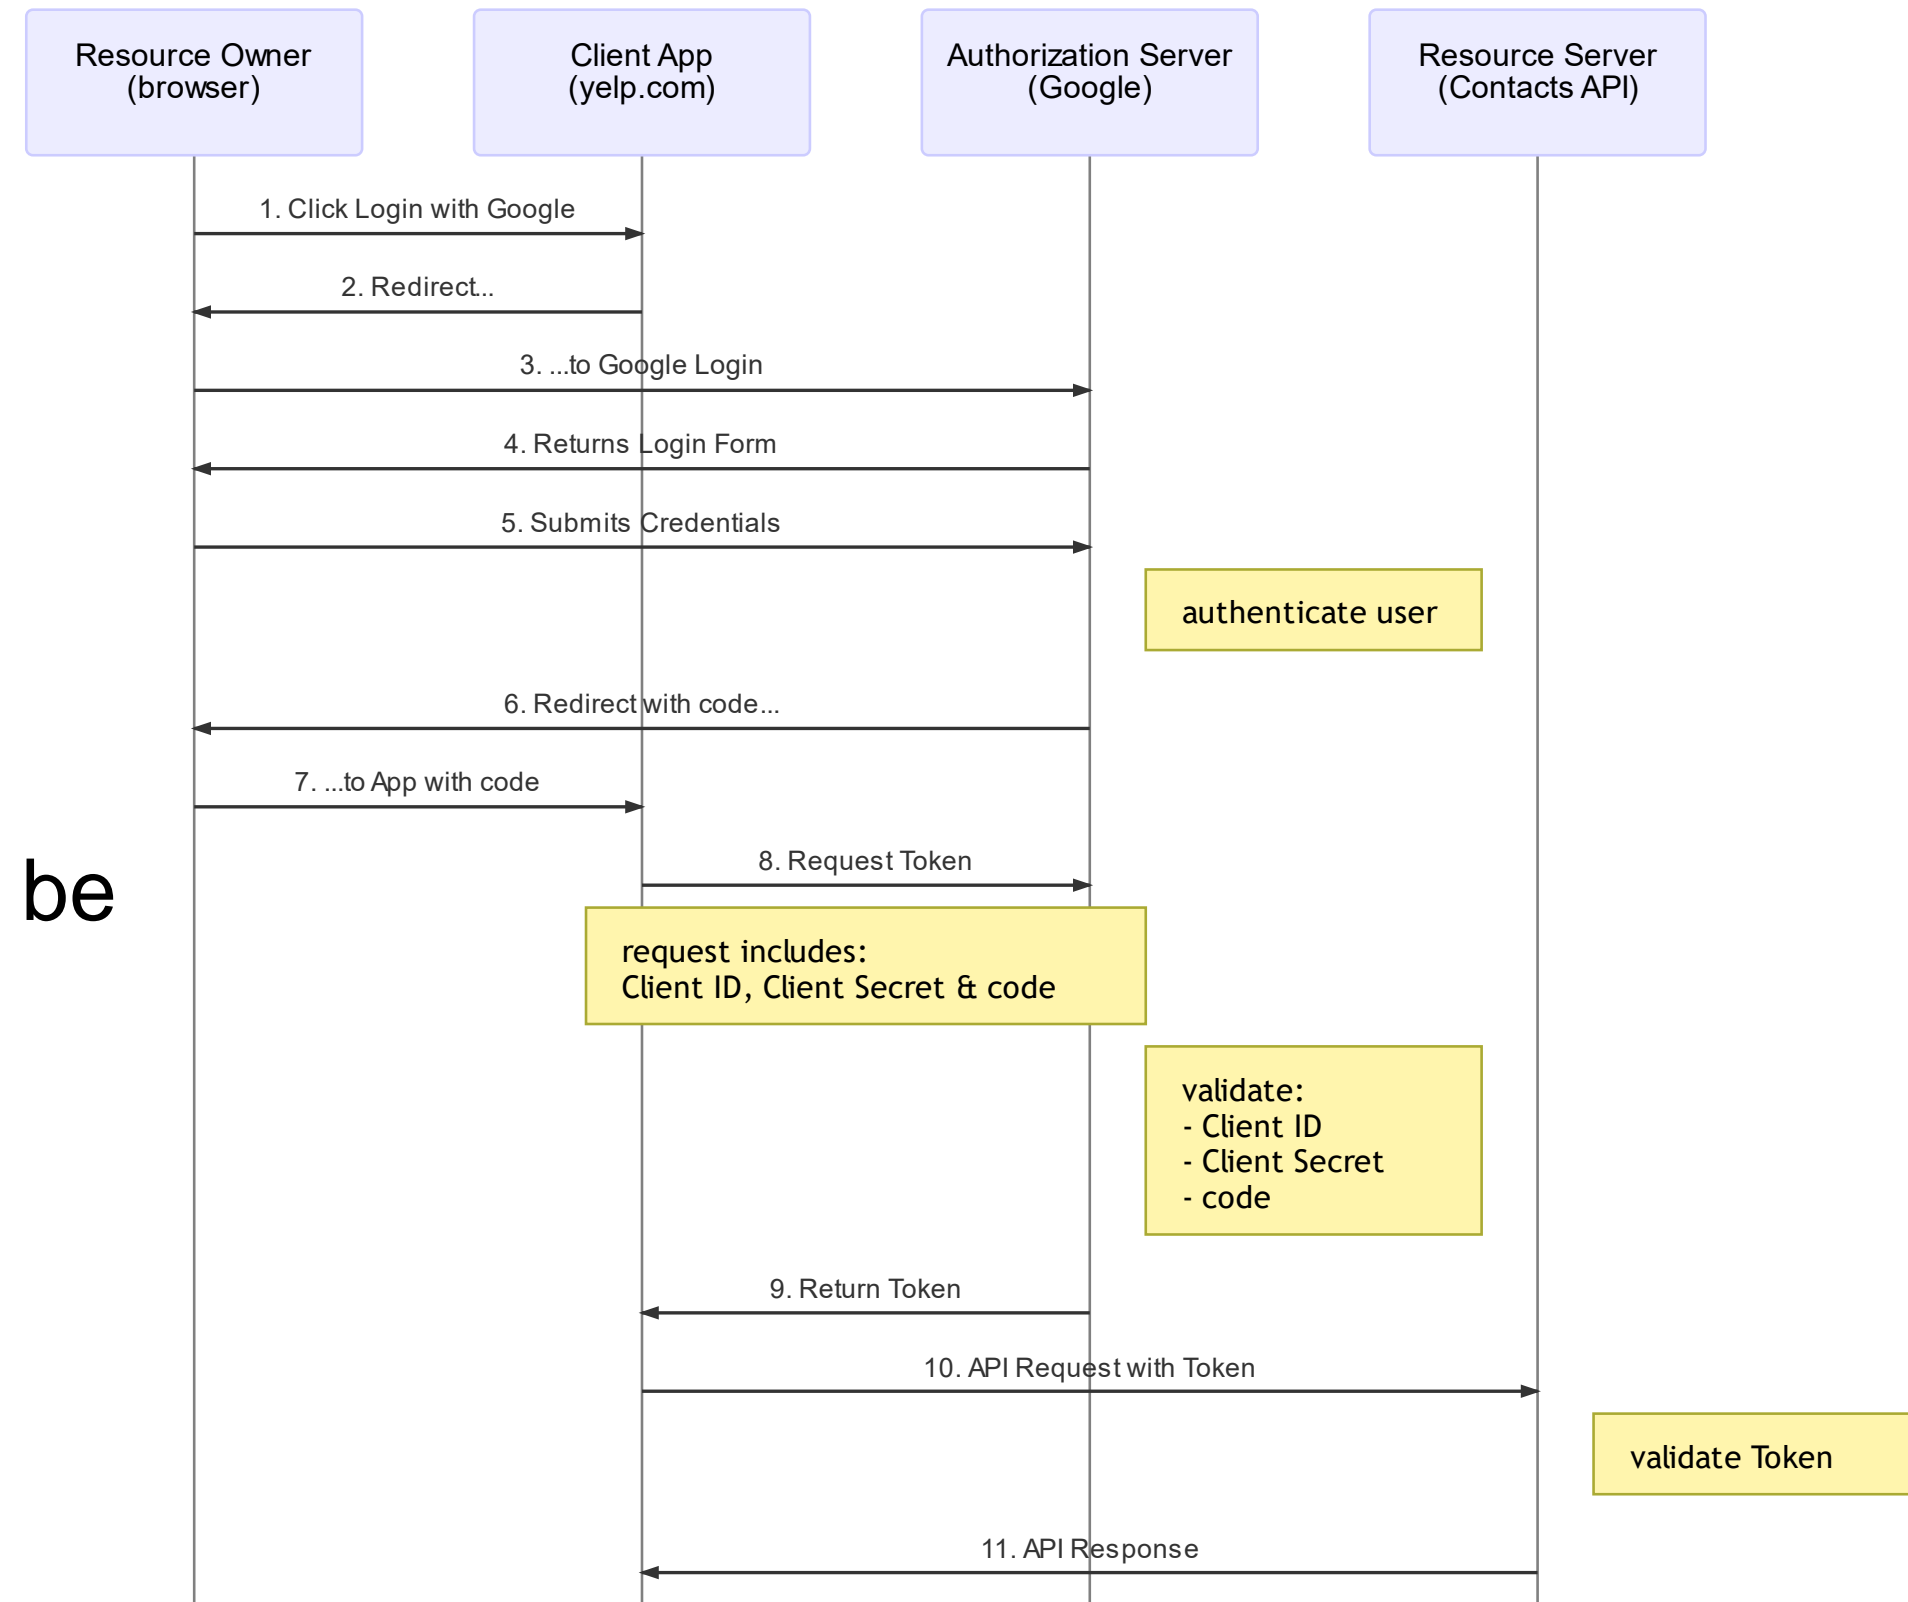 Resource Owner
(browser)
Client App
(yelp.com)
Authorization Server
(Google)
Resource Server
(Contacts API)
1. Click Login with Google
2. Redirect...
3. ...to Google Login
4. Returns Login Form
5. Submits Credentials
authenticate user
6. Redirect with code...
7. ...to App with code
8. Request Token
be
request includes:
Client ID, Client Secret & code
validate:
- Client ID
- Client Secret
- code
9. Return Token
10. API Request with Token
validate Token
11. API Response